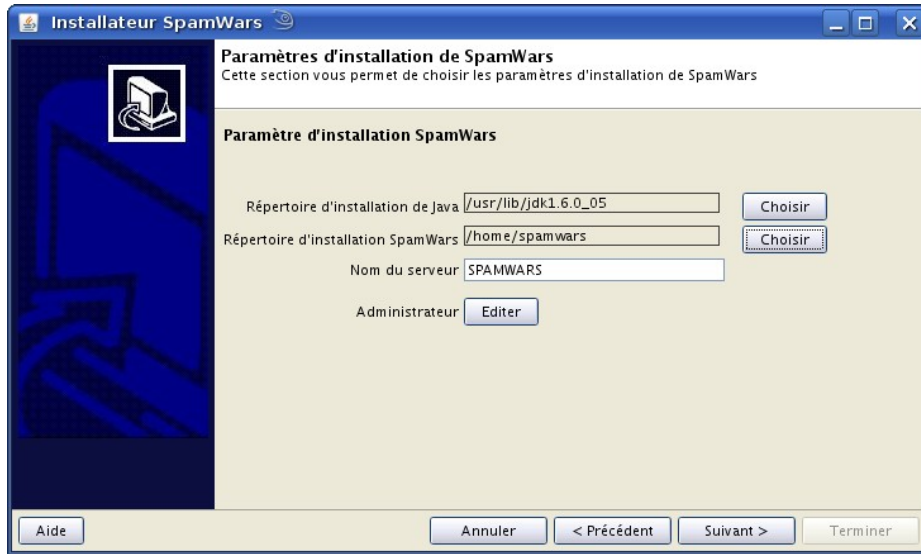 Installateur SpamWars
Paramètres d'installation de SpamWars
Cette section vous permet de choisir les paramètres d'installation de SpamWars
Paramètre d'installation SpamWars
Répertoire d'installation de Java /usr/lib/jdk1.6.0_05 Choisir
Répertoire d'installation SpamWars /home/spamwars Choisir
Nom du serveur SPAMWARS
Administrateur Editer
Aide Annuler < Précédent Suivant > Terminer